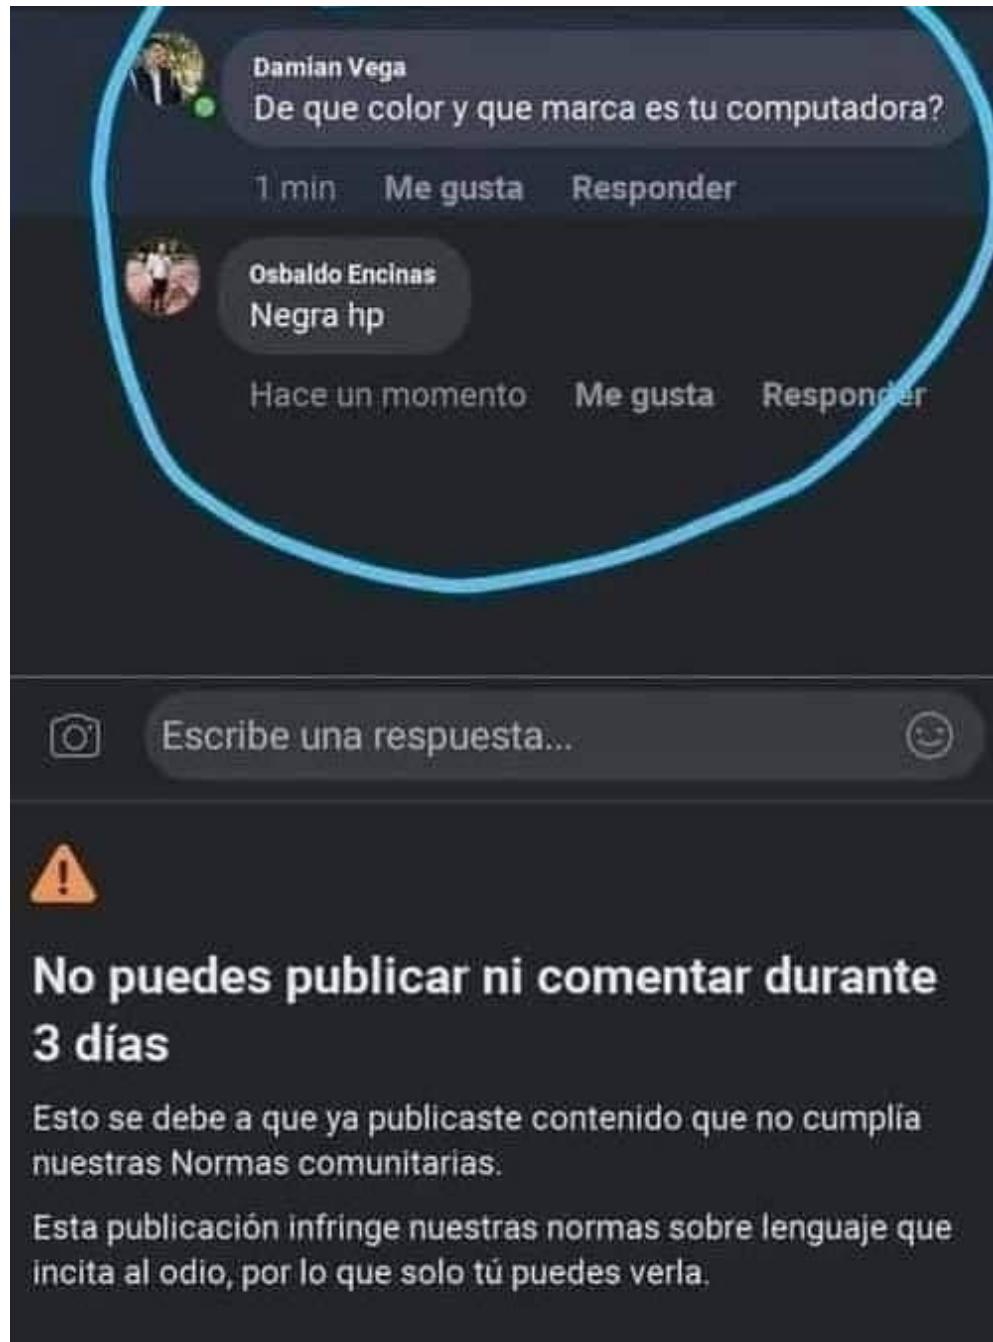 Damian Vega
De que color y que marca es tu computadora?
1 min Me gusta Responder
Osbaldo Encinas
Negra hp
Hace un momento Me gusta Responder
Escribe una respuesta...
No puedes publicar ni comentar durante
3 días
Esto se debe a que ya publicaste contenido que no cumplía
nuestras Normas comunitarias.
Esta publicación infringe nuestras normas sobre lenguaje que
incita al odio, por lo que solo tú puedes verla.